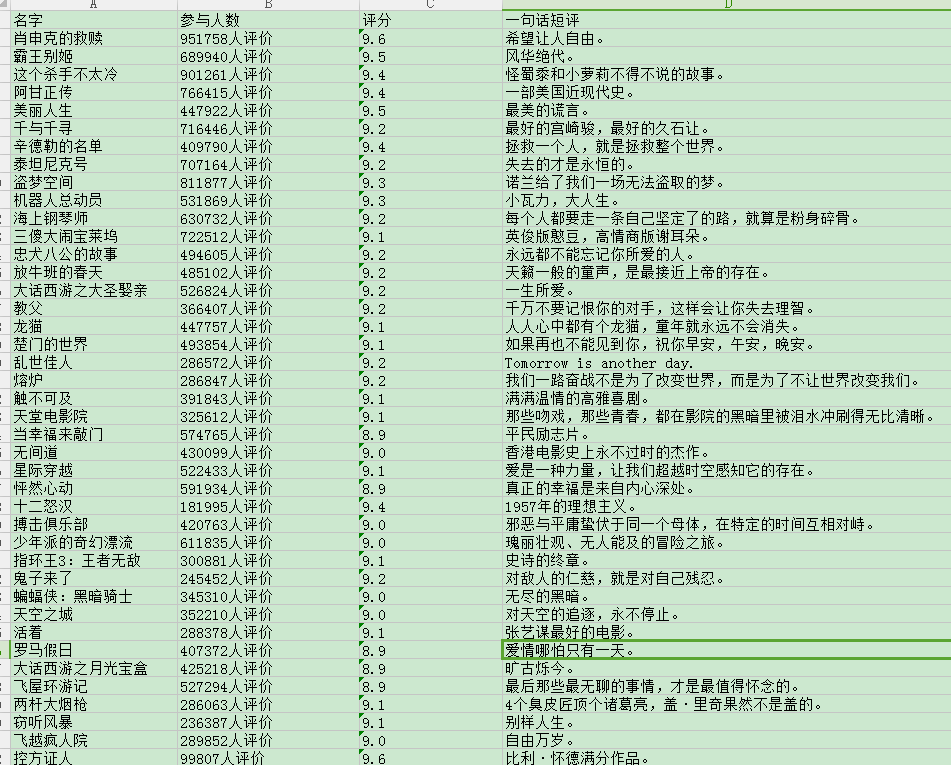 A B C D
名字 参与人数 评分 一句话短评
肖申克的救赎 951758人评价 9.6 希望让人自由。
霸王别姬 689940人评价 9.5 风华绝代。
这个杀手不太冷 901261人评价 9.4 怪蜀黍和小萝莉不得不说的故事。
阿甘正传 766415人评价 9.4 一部美国近现代史。
美丽人生 447922人评价 9.5 最美的谎言。
千与千寻 716446人评价 9.2 最好的宫崎骏，最好的久石让。
辛德勒的名单 409790人评价 9.4 拯救一个人，就是拯救整个世界。
泰坦尼克号 707164人评价 9.2 失去的才是永恒的。
盗梦空间 811877人评价 9.3 诺兰给了我们一场无法盗取的梦。
机器人总动员 531869人评价 9.3 小瓦力，大人生。
海上钢琴师 630732人评价 9.2 每个人都要走一条自己坚定了的路，就算是粉身碎骨。
三傻大闹宝莱坞 722512人评价 9.1 英俊版憨豆，高情商版谢耳朵。
忠犬八公的故事 494605人评价 9.2 永远都不能忘记你所爱的人。
放牛班的春天 485102人评价 9.2 天籁一般的童声，是最接近上帝的存在。
大话西游之大圣娶亲 526824人评价 9.2 一生所爱。
教父 366407人评价 9.2 千万不要记恨你的对手，这样会让你失去理智。
龙猫 447757人评价 9.1 人人心中都有个龙猫，童年就永远不会消失。
楚门的世界 493854人评价 9.1 如果再也不能见到你，祝你早安，午安，晚安。
乱世佳人 286572人评价 9.2 Tomorrow is another day.
熔炉 286847人评价 9.2 我们一路奋战不是为了改变世界，而是为了不让世界改变我们。
触不可及 391843人评价 9.1 满满温情的高雅喜剧。
天堂电影院 325612人评价 9.1 那些吻戏，那些青春，都在影院的黑暗里被泪水冲刷得无比清晰。
当幸福来敲门 574765人评价 8.9 平民励志片。
无间道 430099人评价 9.0 香港电影史上永不过时的杰作。
星际穿越 522433人评价 9.1 爱是一种力量，让我们超越时空感知它的存在。
怦然心动 591934人评价 8.9 真正的幸福是来自内心深处。
十二怒汉 181995人评价 9.4 1957年的理想主义。
搏击俱乐部 420763人评价 9.0 邪恶与平庸蛰伏于同一个母体，在特定的时间互相对峙。
少年派的奇幻漂流 611835人评价 9.0 瑰丽壮观、无人能及的冒险之旅。
指环王3：王者无敌 300881人评价 9.1 史诗的终章。
鬼子来了 245452人评价 9.2 对敌人的仁慈，就是对自己残忍。
蝙蝠侠：黑暗骑士 345310人评价 9.0 无尽的黑暗。
天空之城 352210人评价 9.0 对天空的追逐，永不停止。
活着 288378人评价 9.1 张艺谋最好的电影。
罗马假日 407372人评价 8.9 爱情哪怕只有一天。
大话西游之月光宝盒 425218人评价 8.9 旷古烁今。
飞屋环游记 527294人评价 8.9 最后那些最无聊的事情，才是最值得怀念的。
两杆大烟枪 286063人评价 9.1 4个臭皮匠顶个诸葛亮，盖·里奇果然不是盖的。
窃听风暴 236387人评价 9.1 别样人生。
飞越疯人院 289852人评价 9.0 自由万岁。
控方证人 99807人评价 9.6 比利·怀德满分作品。